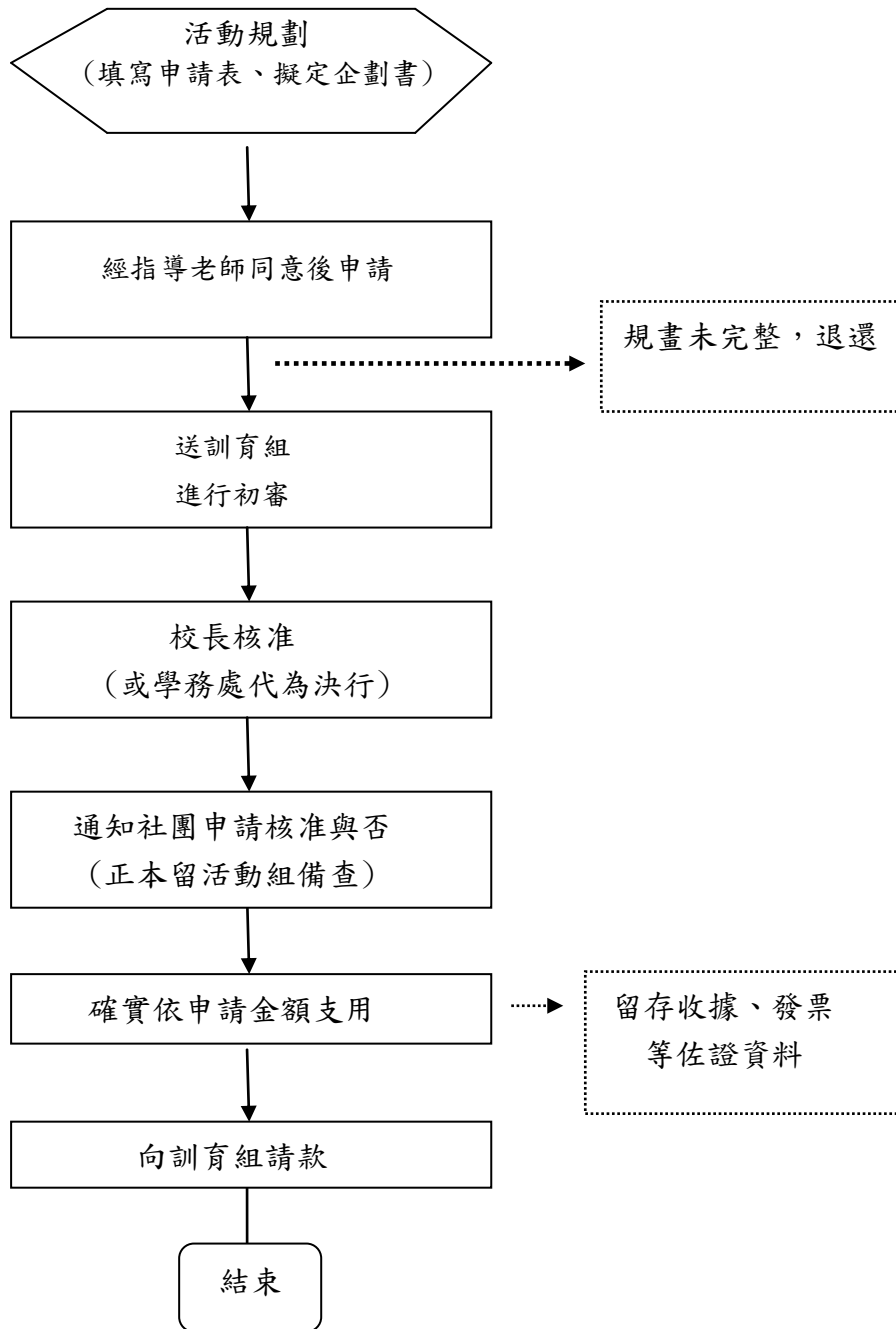 活動規劃
（填寫申請表、擬定企劃書）
經指導老師同意後申請
規畫未完整，退還
送訓育組
進行初審
校長核准
（或學務處代為決行）
通知社團申請核准與否
（正本留活動組備查）
確實依申請金額支用
留存收據、發票
等佐證資料
向訓育組請款
結束